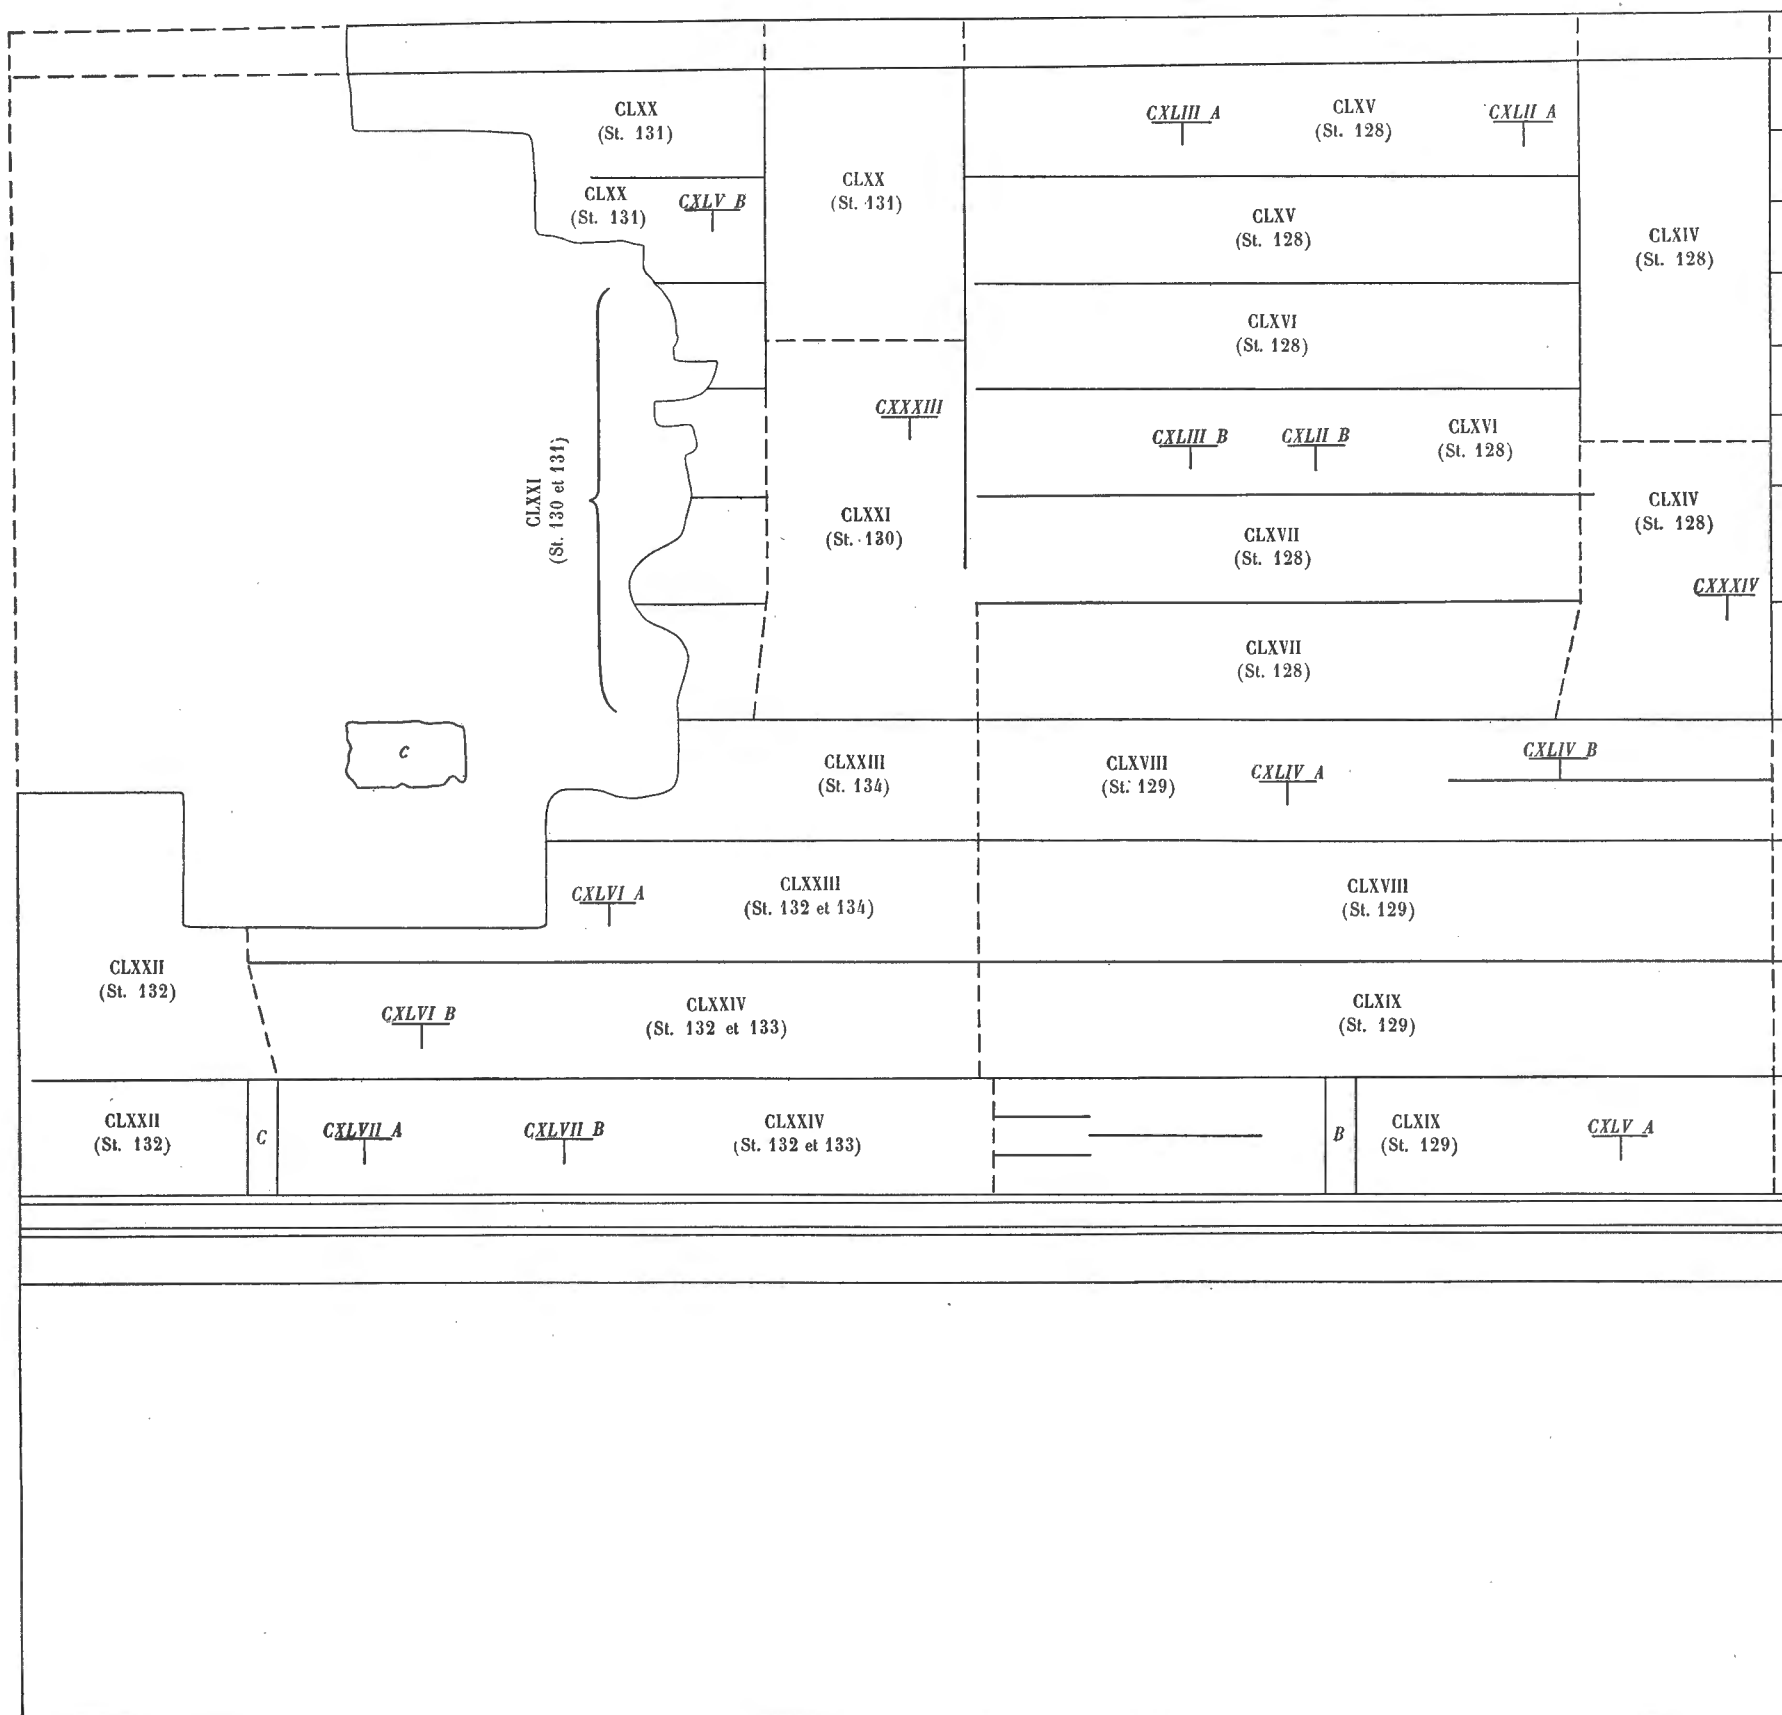 CLXX
(St. 131)
CXLIII A
CLXV
(St. 128)
CXLII A
CLXX
(St. 131)
CXLV B
CLXX
(St. 131)
CLXV
(St. 128)
CLXIV
(St. 128)
CLXVI
(St. 128)
CXXXIII
CXLIII B
CXLII B
CLXVI
(St. 128)
CLXXI
(St. 130 et 131)
CLXXI
(St. 130)
CLXVII
(St. 128)
CLXIV
(St. 128)
CXXXIV
CLXVII
(St. 128)
C
CLXXIII
(St. 134)
CLXVIII
(St. 129)
CXLIV A
CXLIV B
CXLVI A
CLXXIII
(St. 132 et 134)
CLXVIII
(St. 129)
CLXXII
(St. 132)
CXLVI B
CLXXIV
(St. 132 et 133)
CLXIX
(St. 129)
CLXXII
(St. 132)
C
CXLVII A
CXLVII B
CLXXIV
(St. 132 et 133)
B
CLXIX
(St. 129)
CXLV A